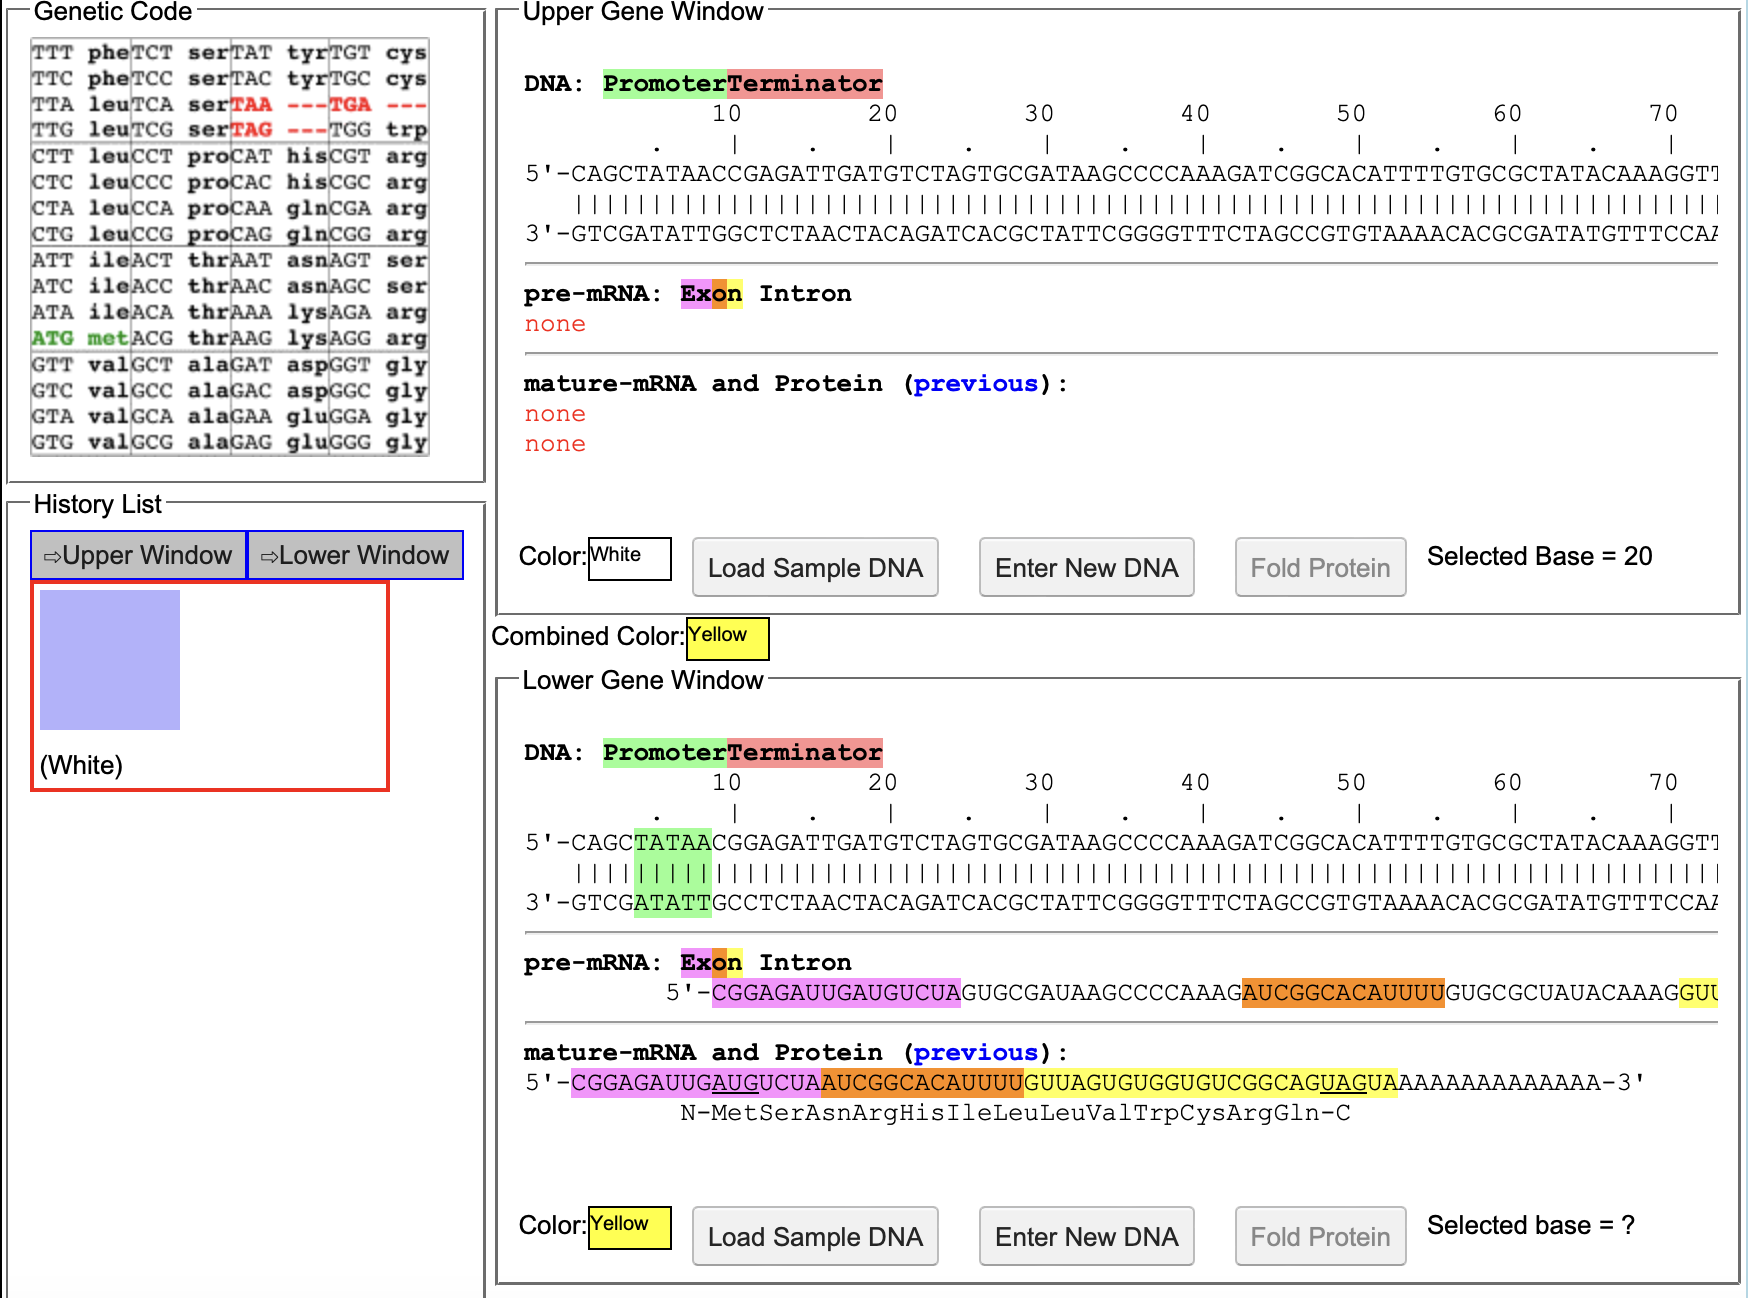 Genetic Code
TTT phe TCT ser TAT tyr TGT cys
TTC phe TCC ser TAC tyr TGC cys
TTA leu TCA ser TAA --- TGA ---
TTG leu TCG ser TAG --- TGG trp
CTT leu CCT pro CAT his CGT arg
CTC leu CCC pro CAC his CGC arg
CTA leu CCA pro CAA gln CGA arg
CTG leu CCG pro CAG gln CGG arg
ATT ile ACT thr AAT asn AGT ser
ATC ile ACC thr AAC asn AGC ser
ATA ile ACA thr AAA lys AGA arg
ATG met ACG thr AAG lys AGG arg
GTT val GCT ala GAT asp GGT gly
GTC val GCC ala GAC asp GGC gly
GTA val GCA ala GAA glu GGA gly
GTG val GCG ala GAG glu GGG gly
History List
⇨Upper Window ⇨Lower Window
(White)
Upper Gene Window
DNA: PromoterTerminator
10 20 30 40 50 60 70
5'-CAGCTATAACCGAGATTGATGTCTAGTGCGATAAGCCCCAAAGATCGGCACATTTTGTGCGCTATACAAAGGTT
3'-GTCGATATTGGCTCTAACTACAGATCACGCTATTCGGGGTTTCTAGCCGTGTAAAACACGCGATATGTTTCCAA
pre-mRNA: Exon Intron
none
mature-mRNA and Protein (previous):
none
none
Color: White Load Sample DNA Enter New DNA Fold Protein Selected Base = 20
Combined Color: Yellow
Lower Gene Window
DNA: PromoterTerminator
10 20 30 40 50 60 70
5'-CAGCTATAACGGAGATTGATGTCTAGTGCGATAAGCCCCAAAGATCGGCACATTTTGTGCGCTATACAAAGGTT
3'-GTCGATATTGCCTCTAACTACAGATCACGCTATTCGGGGTTTCTAGCCGTGTAAAACACGCGATATGTTTCCAA
pre-mRNA: Exon Intron
5'-CGGAGAUUGAUGUCUAGUGCGAUAAGCCCCAAAGAUCGGCACAUUUUGUGCGCUAUACAAAGGUU
mature-mRNA and Protein (previous):
5'-CGGAGAUUGAUGUCUAAUCGGCACAUUUUGUUAGUGUGGUGUCGGCAGUAGUAAAAAAAAAAAAAA-3'
N-MetSerAsnArgHisIleLeuLeuValTrpCysArgGln-C
Color: Yellow Load Sample DNA Enter New DNA Fold Protein Selected base = ?